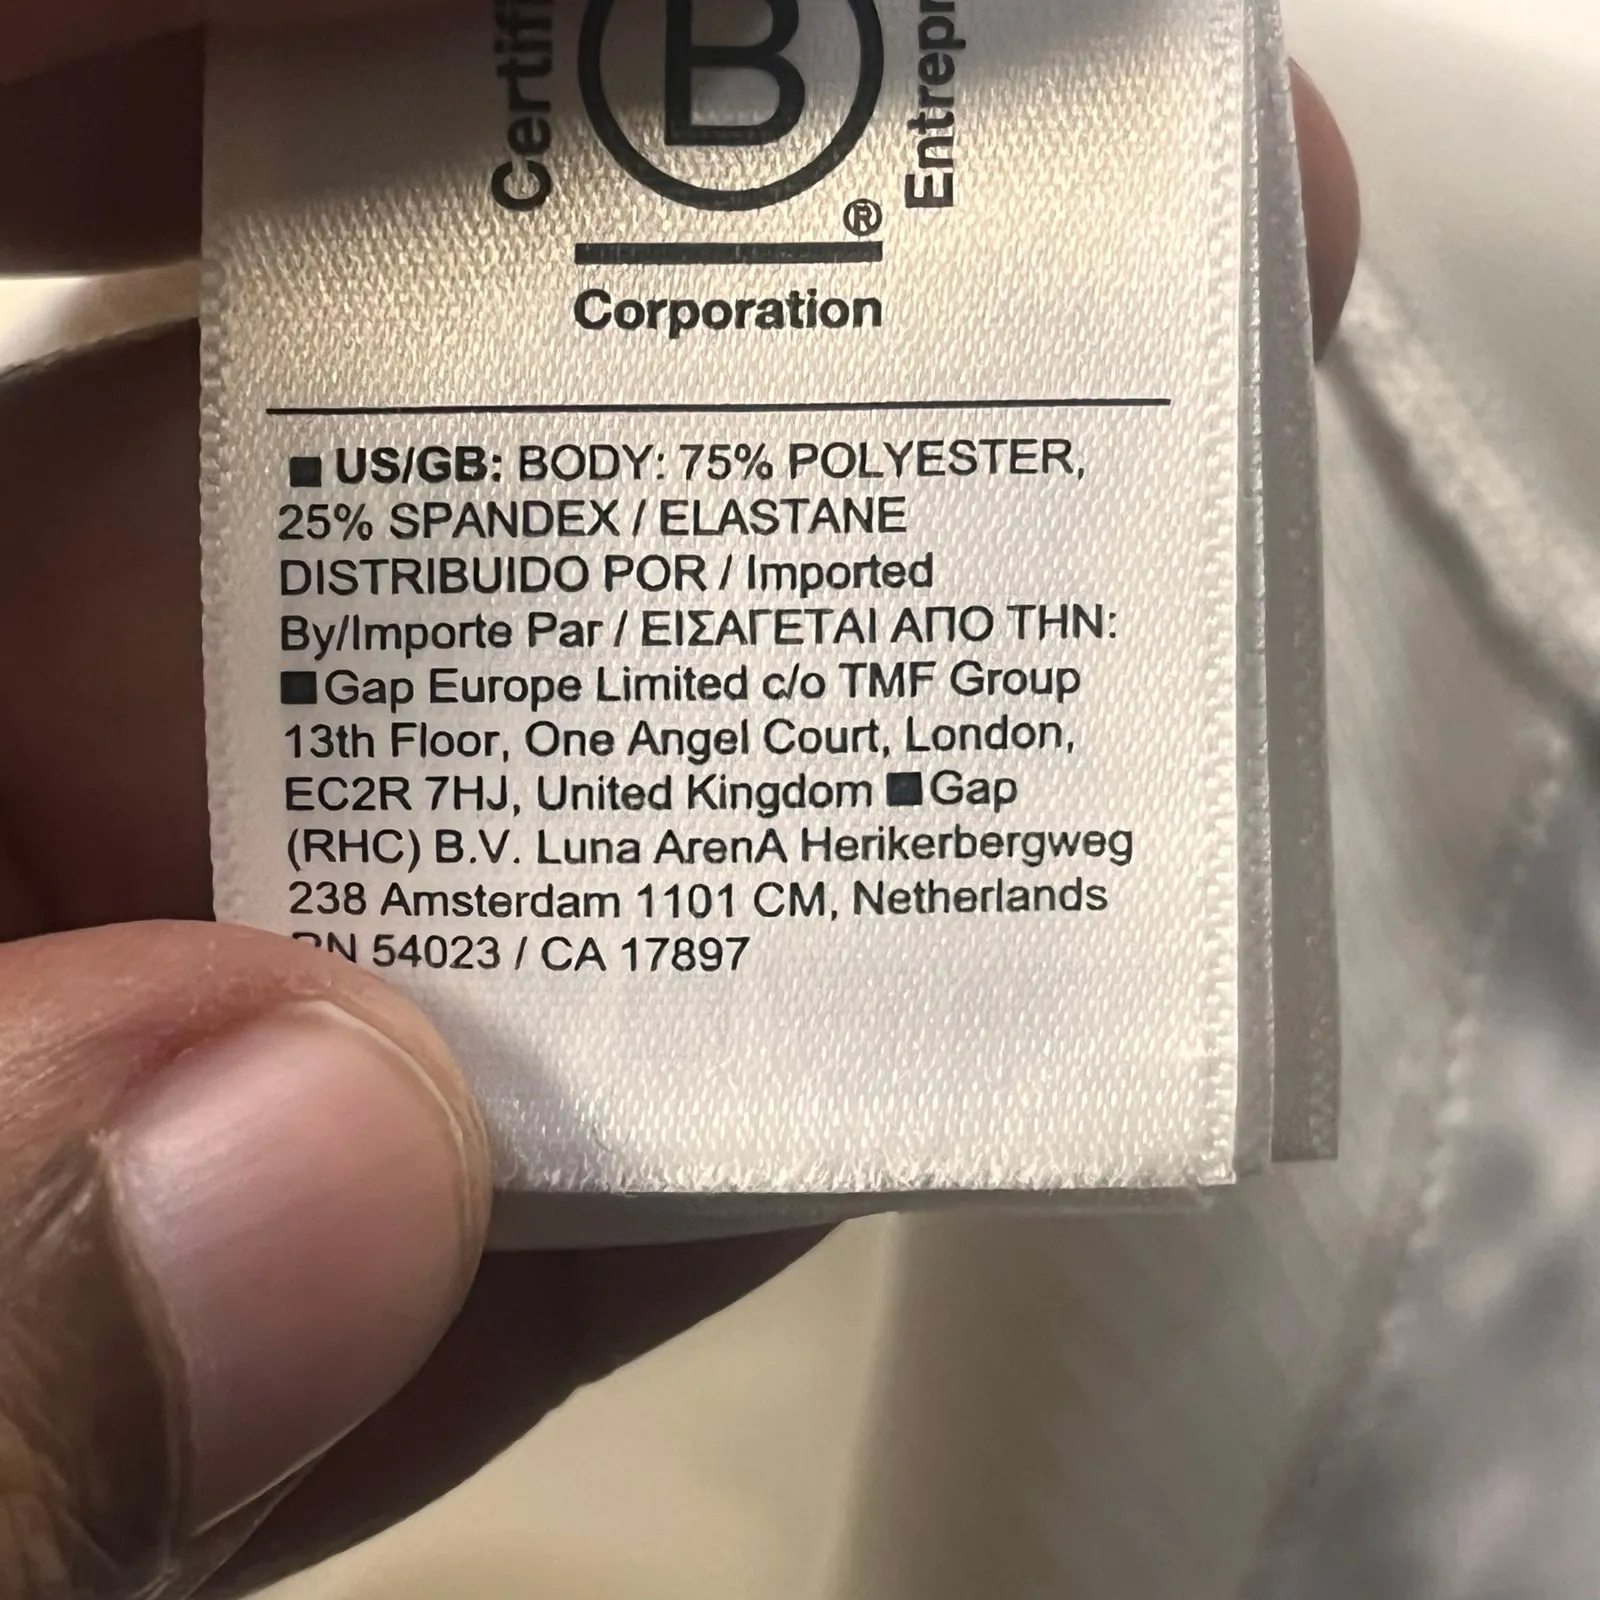 Certifi
B
®
Entrepr
Corporation
US/GB: BODY: 75% POLYESTER,
25% SPANDEX / ELASTANE
DISTRIBUIDO POR / Imported
By/Importe Par / ΕΙΣΑΓΕΤΑΙ ΑΠΟ ΤΗΝ:
Gap Europe Limited c/o TMF Group
13th Floor, One Angel Court, London,
EC2R 7HJ, United Kingdom ■Gap
(RHC) B.V. Luna ArenA Herikerbergweg
238 Amsterdam 1101 CM, Netherlands
RN 54023 / CA 17897